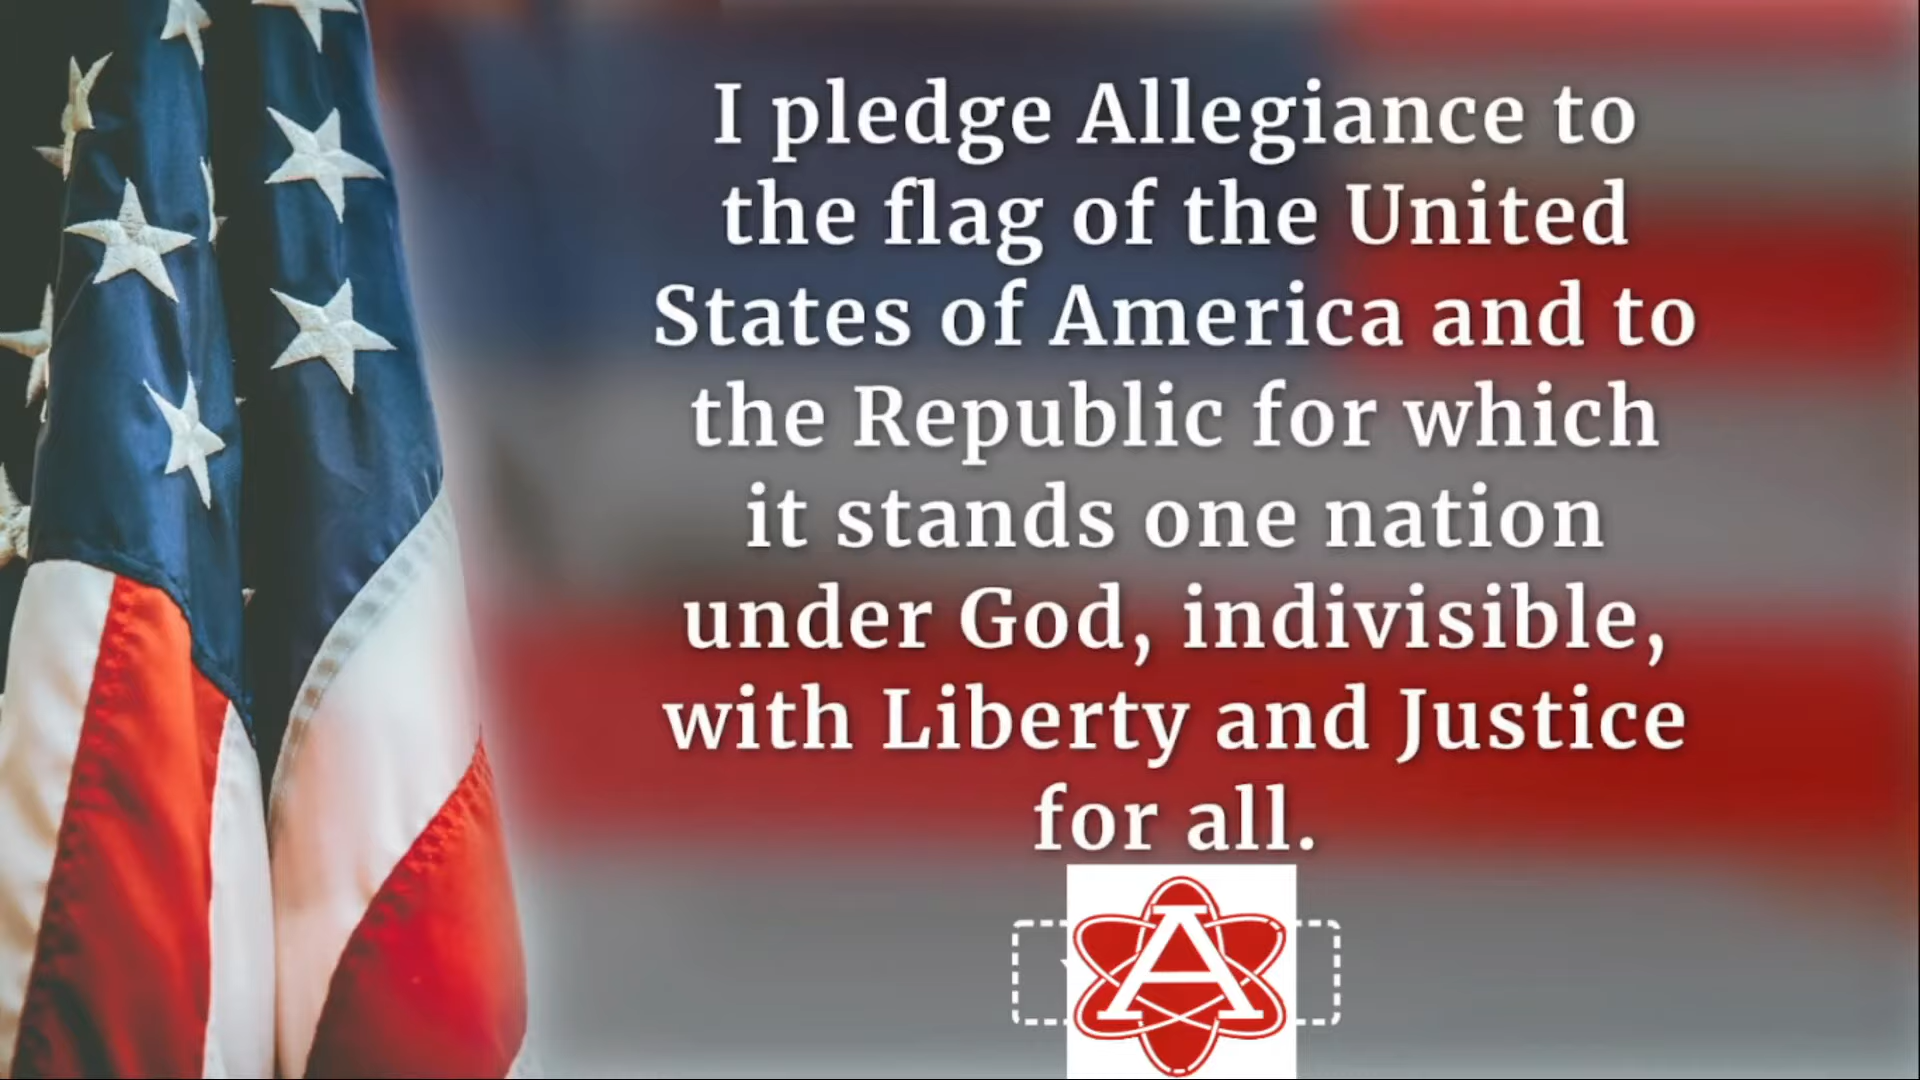 I pledge Allegiance to
the flag of the United
States of America and to
the Republic for which
it stands one nation
under God, indivisible,
with Liberty and Justice
for all.
A